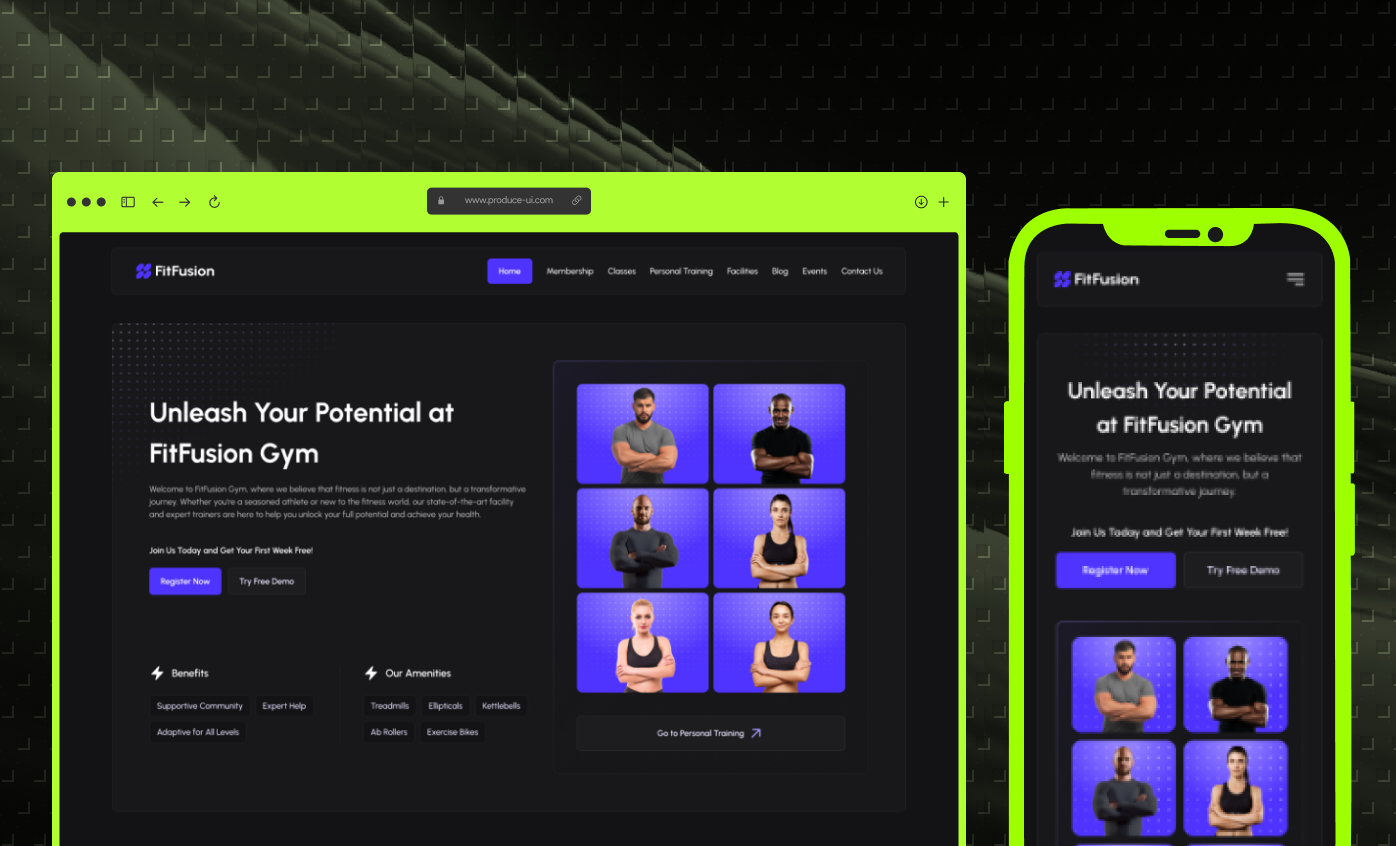 www.produce-ui.com
FitFusion
Home Membership Classes Personal Training Facilities Blog Events Contact Us
Unleash Your Potential at
FitFusion Gym
Welcome to FitFusion Gym, where we believe that fitness is not just a destination, but a transformative
journey. Whether you're a seasoned athlete or new to the fitness world, our state-of-the-art facility
and expert trainers are here to help you unlock your full potential and achieve your health.
Join Us Today and Get Your First Week Free!
Register Now Try Free Demo
Benefits
Supportive Community Expert Help
Adaptive for All Levels
Our Amenities
Treadmills Ellipticals Kettlebells
Ab Rollers Exercise Bikes
Go to Personal Training
FitFusion
Unleash Your Potential
at FitFusion Gym
Welcome to FitFusion Gym, where we believe that
fitness is not just a destination, but a
transformative journey.
Join Us Today and Get Your First Week Free!
Register Now Try Free Demo